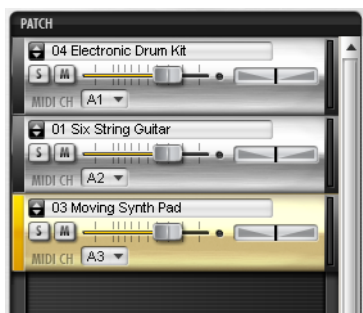 PATCH
04 Electronic Drum Kit
S M
MIDI CH A1
01 Six String Guitar
S M
MIDI CH A2
03 Moving Synth Pad
S M
MIDI CH A3